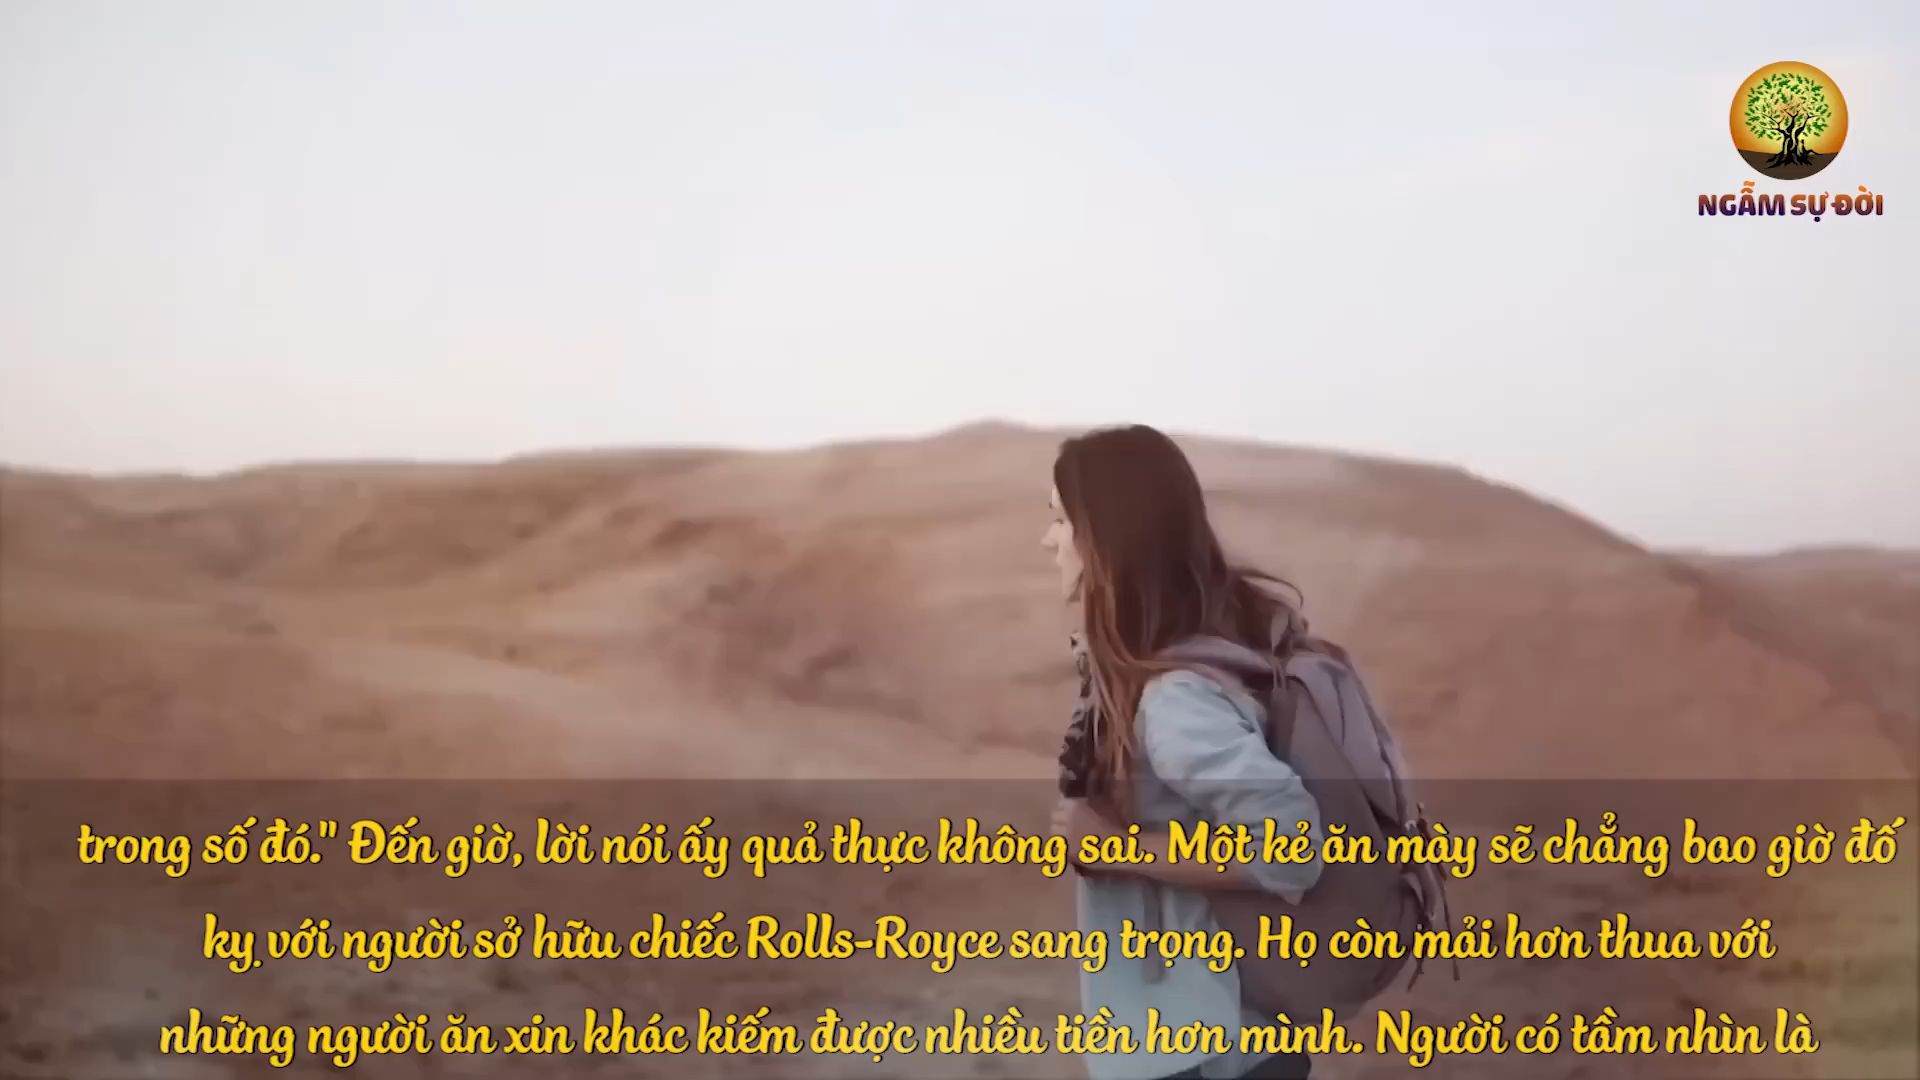 NGẪM SỰ ĐỜI
trong số đó." Đến giờ, lời nói ấy quả thực không sai. Một kẻ ăn mày sẽ chẳng bao giờ đố
kỵ với người sở hữu chiếc Rolls-Royce sang trọng. Họ còn mải hơn thua với
những người ăn xin khác kiếm được nhiều tiền hơn mình. Người có tầm nhìn là